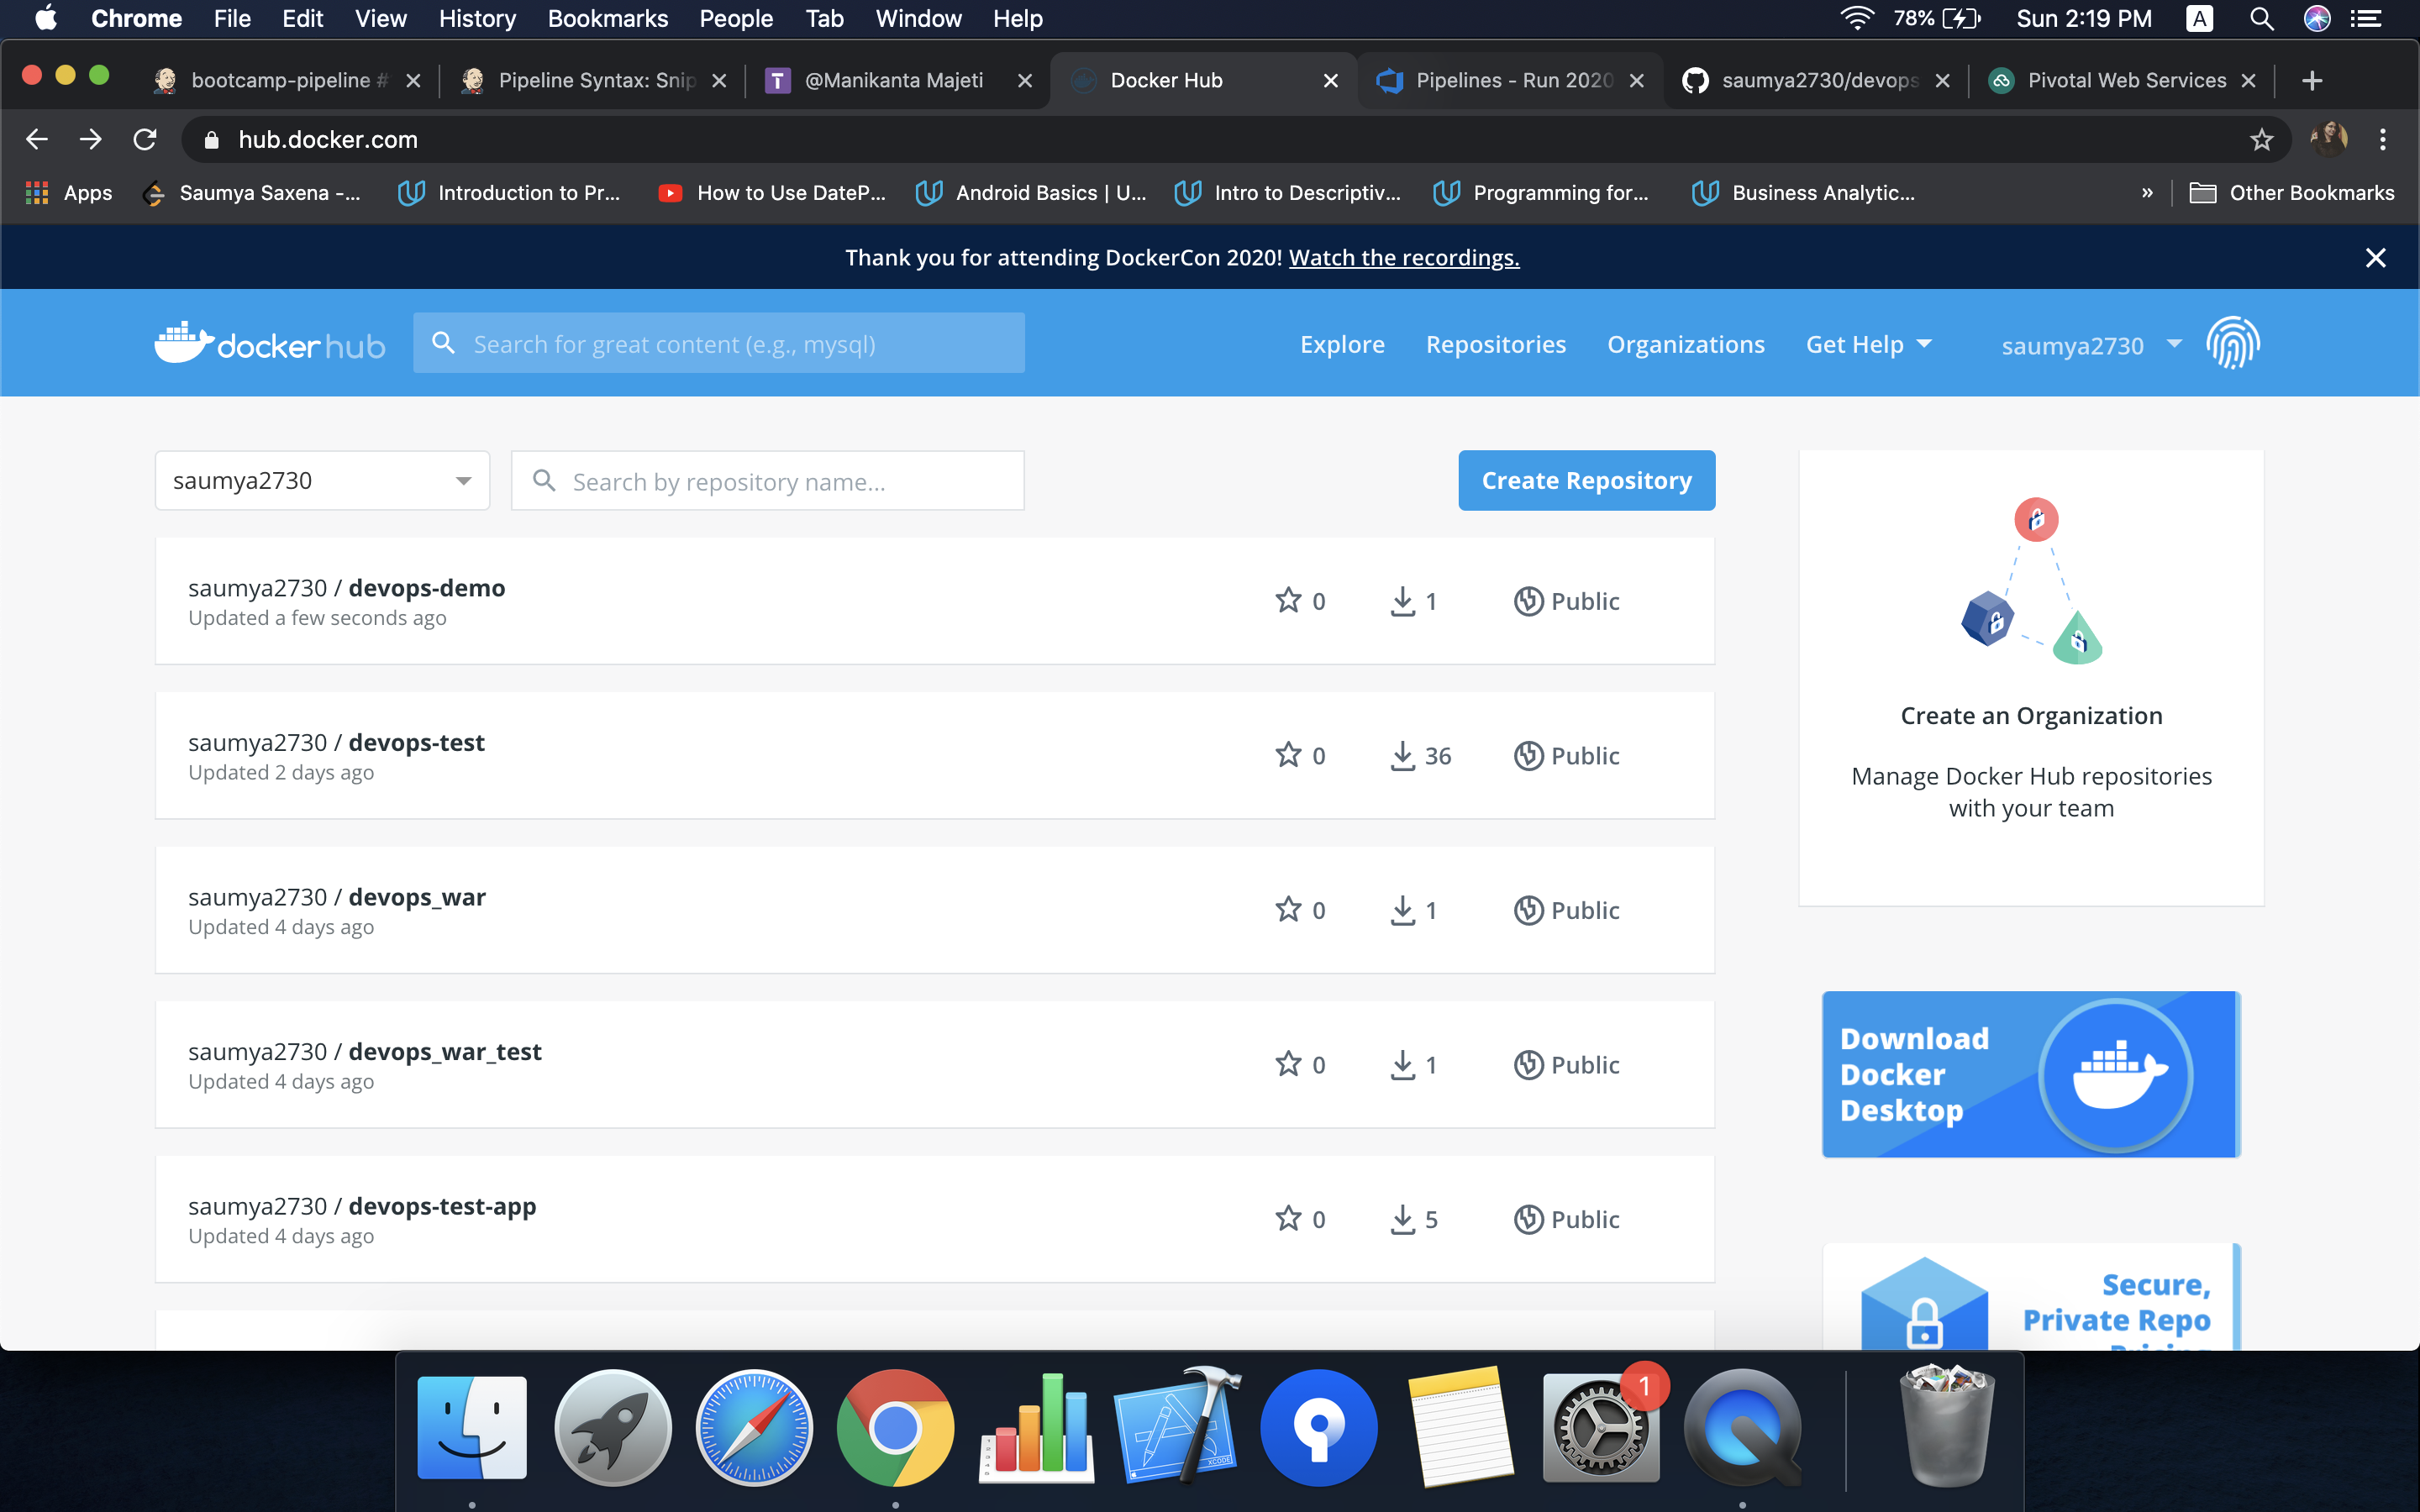 Chrome File Edit View History Bookmarks People Tab Window Help 78% Sun 2:19 PM A
bootcamp-pipeline # Pipeline Syntax: Snip T @Manikanta Majeti Docker Hub Pipelines - Run 2020 saumya2730/devops Pivotal Web Services
hub.docker.com
Apps Saumya Saxena -... Introduction to Pr... How to Use DateP... Android Basics | U... Intro to Descriptiv... Programming for... Business Analytic... » Other Bookmarks
Thank you for attending DockerCon 2020! Watch the recordings.
dockerhub Search for great content (e.g., mysql) Explore Repositories Organizations Get Help saumya2730
saumya2730 Search by repository name... Create Repository
saumya2730 / devops-demo
Updated a few seconds ago
0 1 Public
saumya2730 / devops-test
Updated 2 days ago
0 36 Public
saumya2730 / devops_war
Updated 4 days ago
0 1 Public
saumya2730 / devops_war_test
Updated 4 days ago
0 1 Public
saumya2730 / devops-test-app
Updated 4 days ago
0 5 Public
Create an Organization
Manage Docker Hub repositories
with your team
Download
Docker
Desktop
Secure,
Private Repo
XCODE
1